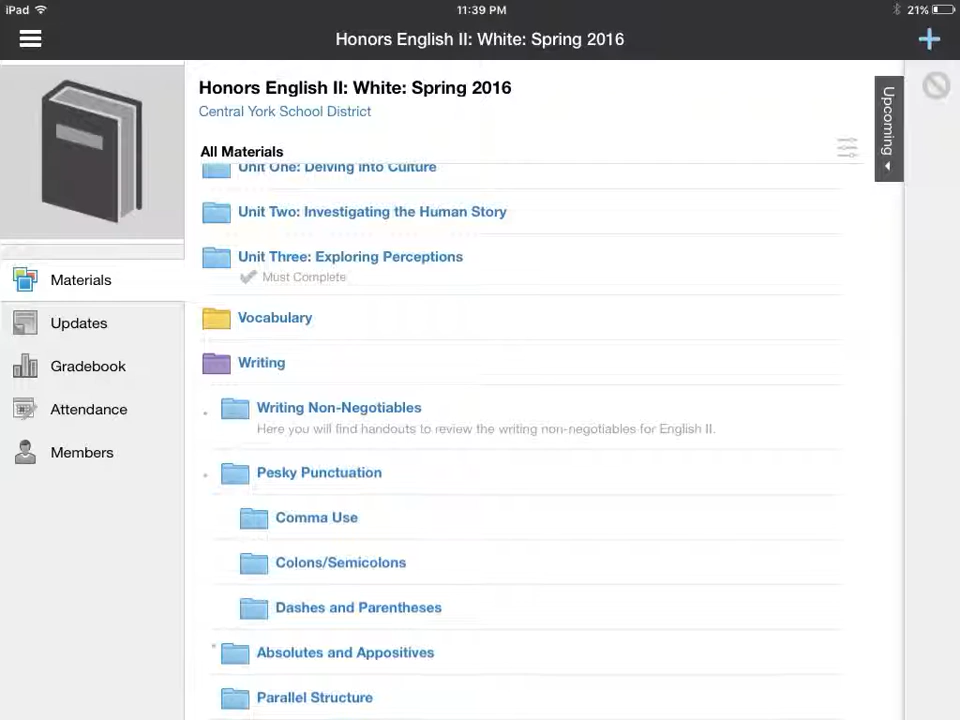 iPad
11:39 PM
21%
Honors English II: White: Spring 2016
Honors English II: White: Spring 2016
Central York School District
Upcoming
All Materials
Unit One: Delving into Culture
Unit Two: Investigating the Human Story
Unit Three: Exploring Perceptions
Must Complete
Materials
Updates
Gradebook
Attendance
Members
Vocabulary
Writing
Writing Non-Negotiables
Here you will find handouts to review the writing non-negotiables for English II.
Pesky Punctuation
Comma Use
Colons/Semicolons
Dashes and Parentheses
Absolutes and Appositives
Parallel Structure